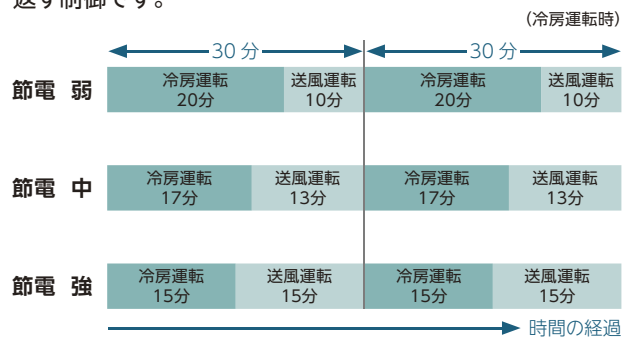 返す制御です。
(冷房運転時)
30分 30分
節電 弱 冷房運転 送風運転 冷房運転 送風運転
20分 10分 20分 10分
節電 中 冷房運転 送風運転 冷房運転 送風運転
17分 13分 17分 13分
節電 強 冷房運転 送風運転 冷房運転 送風運転
15分 15分 15分 15分
時間の経過